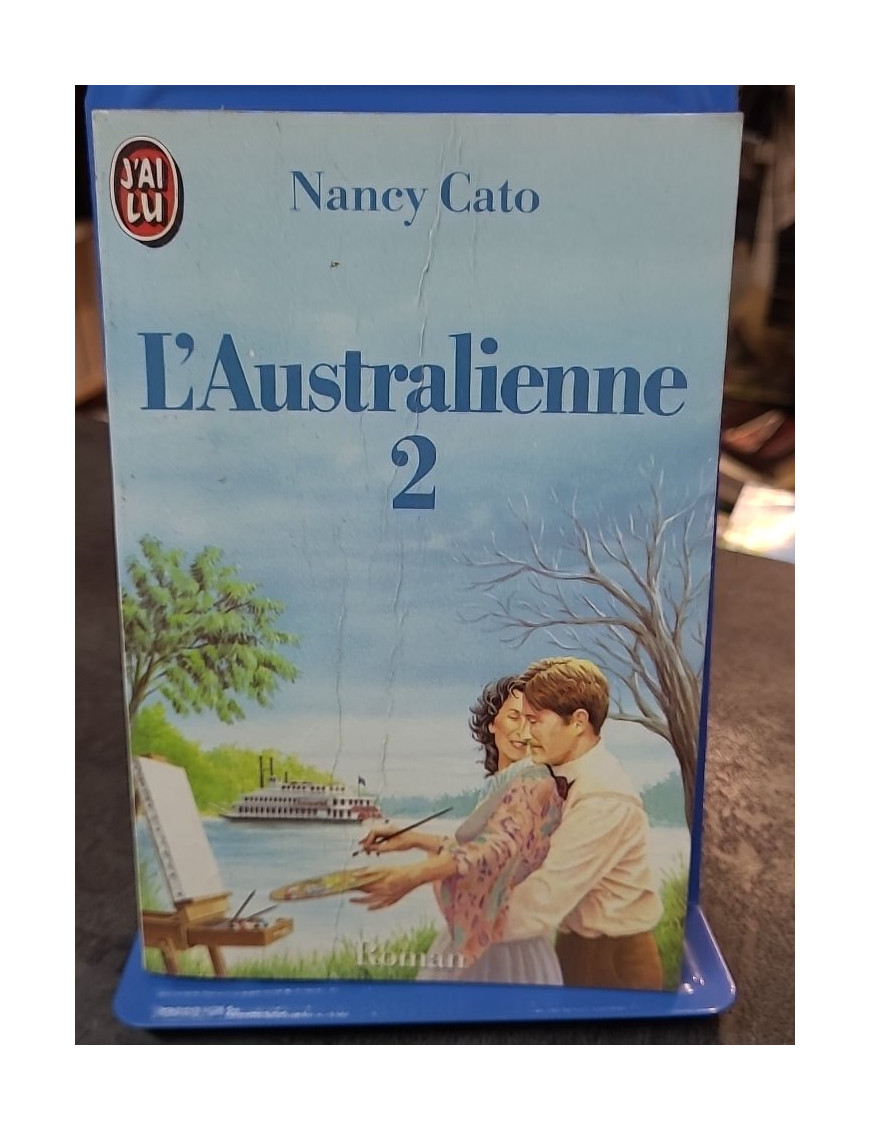 J'AI
LU
Nancy Cato
L'Australienne
2
Roman